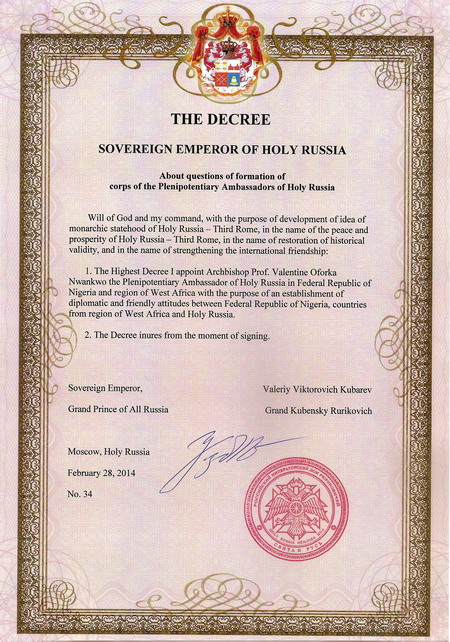 THE DECREE
SOVEREIGN EMPEROR OF HOLY RUSSIA
About questions of formation of
corps of the Plenipotentiary Ambassadors of Holy Russia
Will of God and my command, with the purpose of development of idea of
monarchic statehood of Holy Russia – Third Rome, in the name of the peace and
prosperity of Holy Russia – Third Rome, in the name of restoration of historical
validity, and in the name of strengthening the international friendship:
1. The Highest Decree I appoint Archbishop Prof. Valentine Oforka
Nwankwo the Plenipotentiary Ambassador of Holy Russia in Federal Republic of
Nigeria and region of West Africa with the purpose of an establishment of
diplomatic and friendly attitudes between Federal Republic of Nigeria, countries
from region of West Africa and Holy Russia.
2. The Decree inures from the moment of signing.
Sovereign Emperor,
Valeriy Viktorovich Kubarev
Grand Prince of All Russia
Grand Kubensky Rurikovich
Moscow, Holy Russia
February 28, 2014
No. 34
СВЯТАЯ РУСЬ